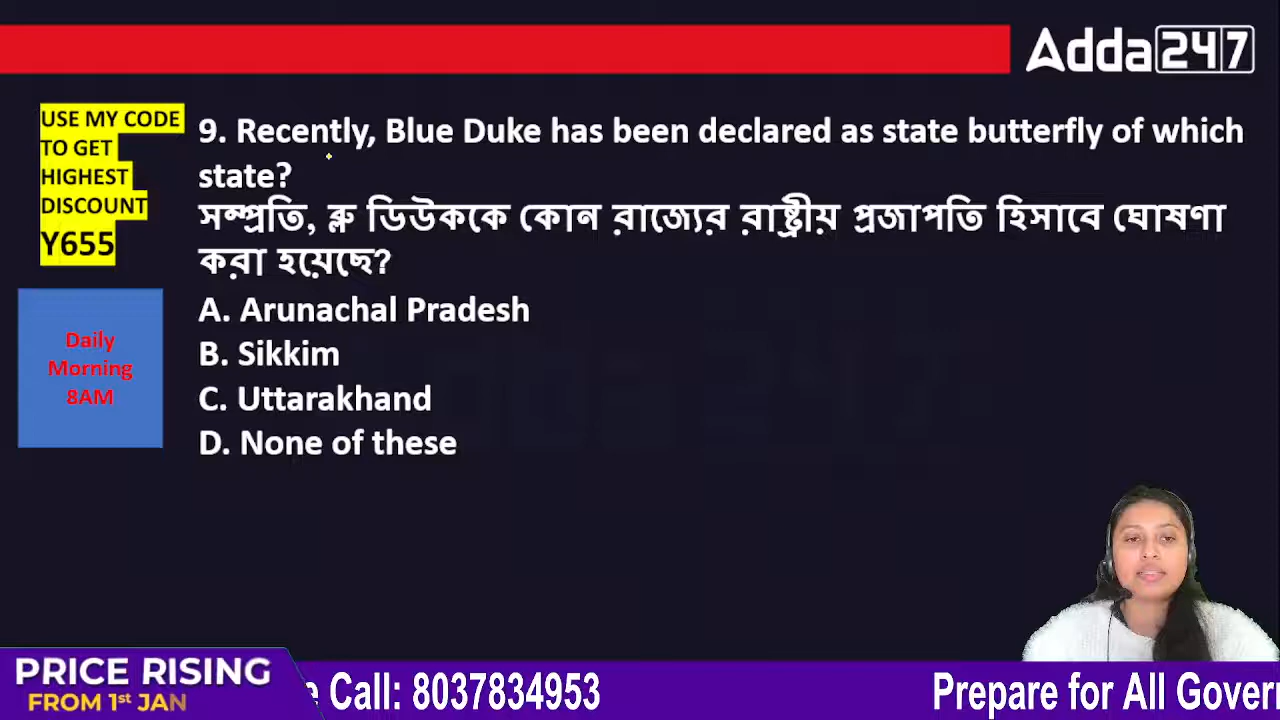 Adda247
USE MY CODE
TO GET
HIGHEST
DISCOUNT
Y655
9. Recently, Blue Duke has been declared as state butterfly of which
state?
সম্প্রতি, ব্লু ডিউককে কোন রাজ্যের রাষ্ট্রীয় প্রজাপতি হিসাবে ঘোষণা
করা হয়েছে?
A. Arunachal Pradesh
B. Sikkim
C. Uttarakhand
D. None of these
Daily
Morning
8AM
PRICE RISING
FROM 1st JAN
e Call: 8037834953
Prepare for All Gover